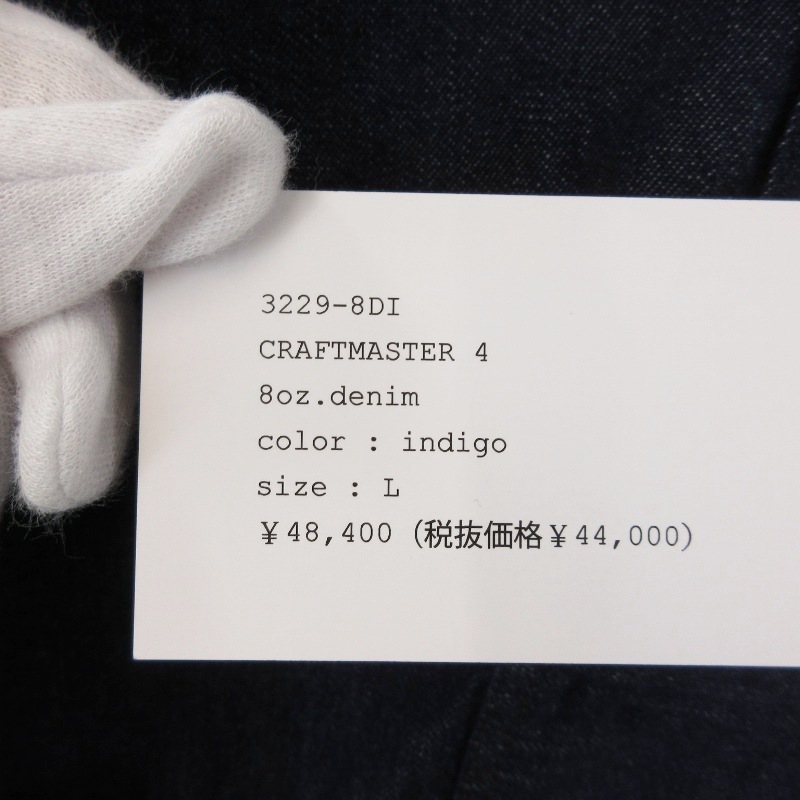 3229-8DI
CRAFTMASTER 4
8oz.denim
color : indigo
size : L
￥48,400 (税抜価格￥44,000)